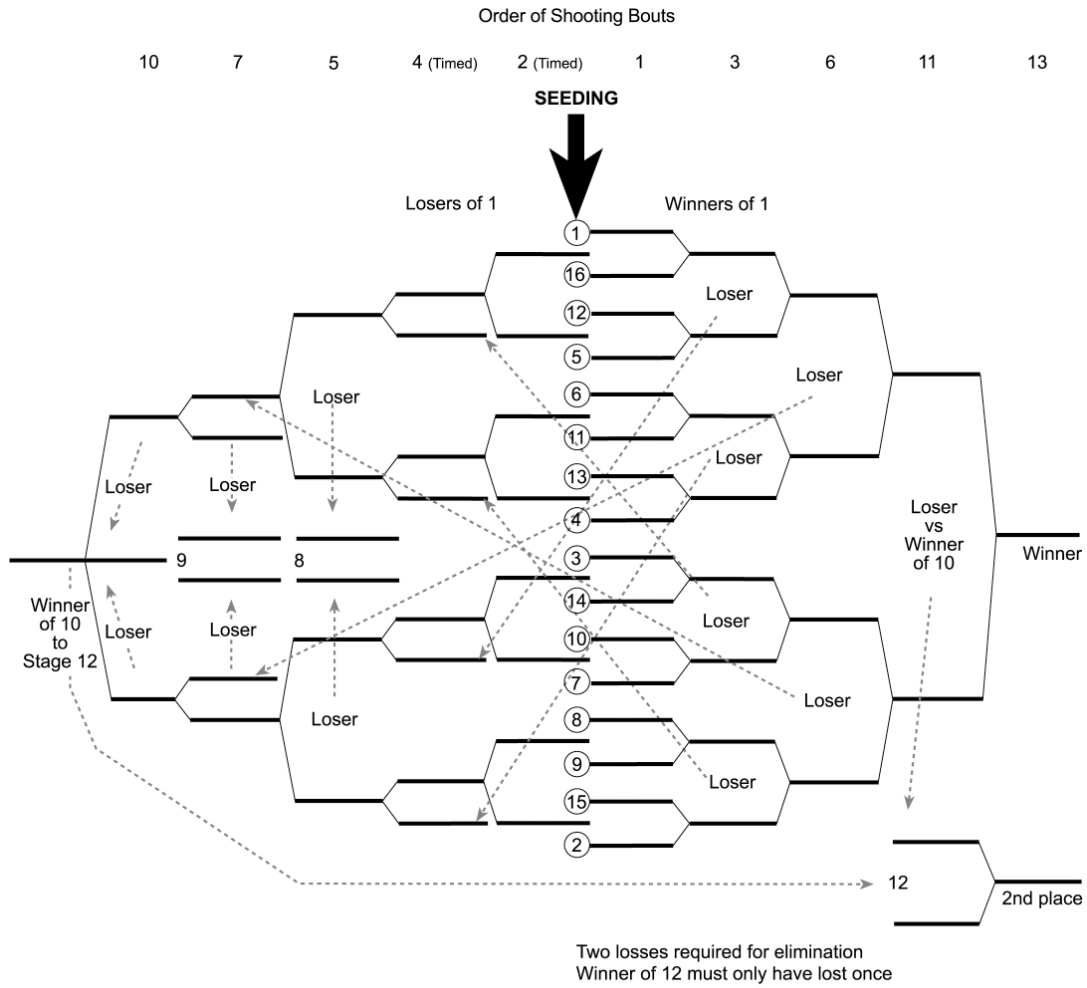 Order of Shooting Bouts
10 7 5 4 (Timed) 2 (Timed) 1 3 6 11 13
SEEDING
Losers of 1
Winners of 1
1
16
Loser
12
5
Loser
Loser
6
11
Loser
13
4
Loser
Loser
Loser
vs
Winner
of 10
9
8
3
Winner
Winner
of 10
to
Stage 12
14
Loser
Loser
Loser
10
7
Loser
Loser
8
9
Loser
15
2
12
2nd place
Two losses required for elimination
Winner of 12 must only have lost once